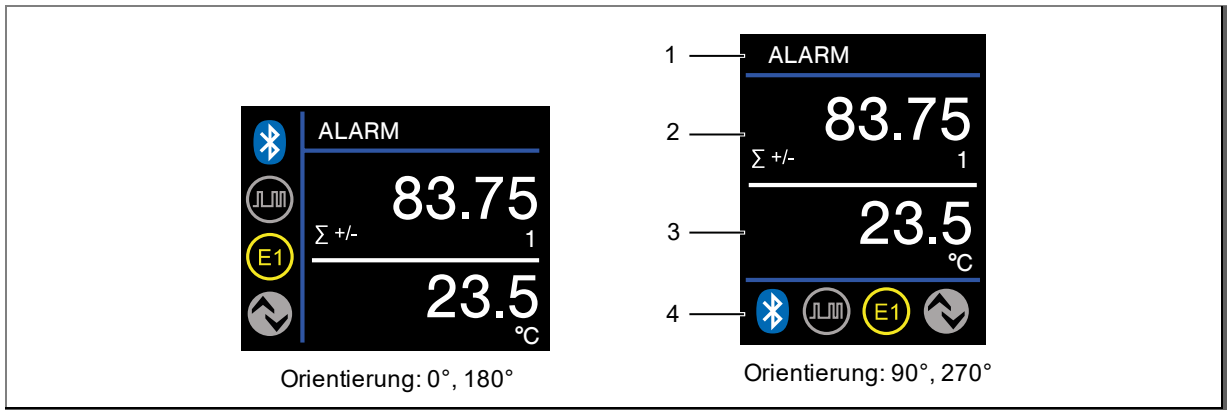 ALARM
83.75
∑ +/-
1
E1
23.5
°C
Orientierung: 0°, 180°
1
ALARM
2
83.75
∑ +/-
1
3
23.5
°C
4
E1
Orientierung: 90°, 270°